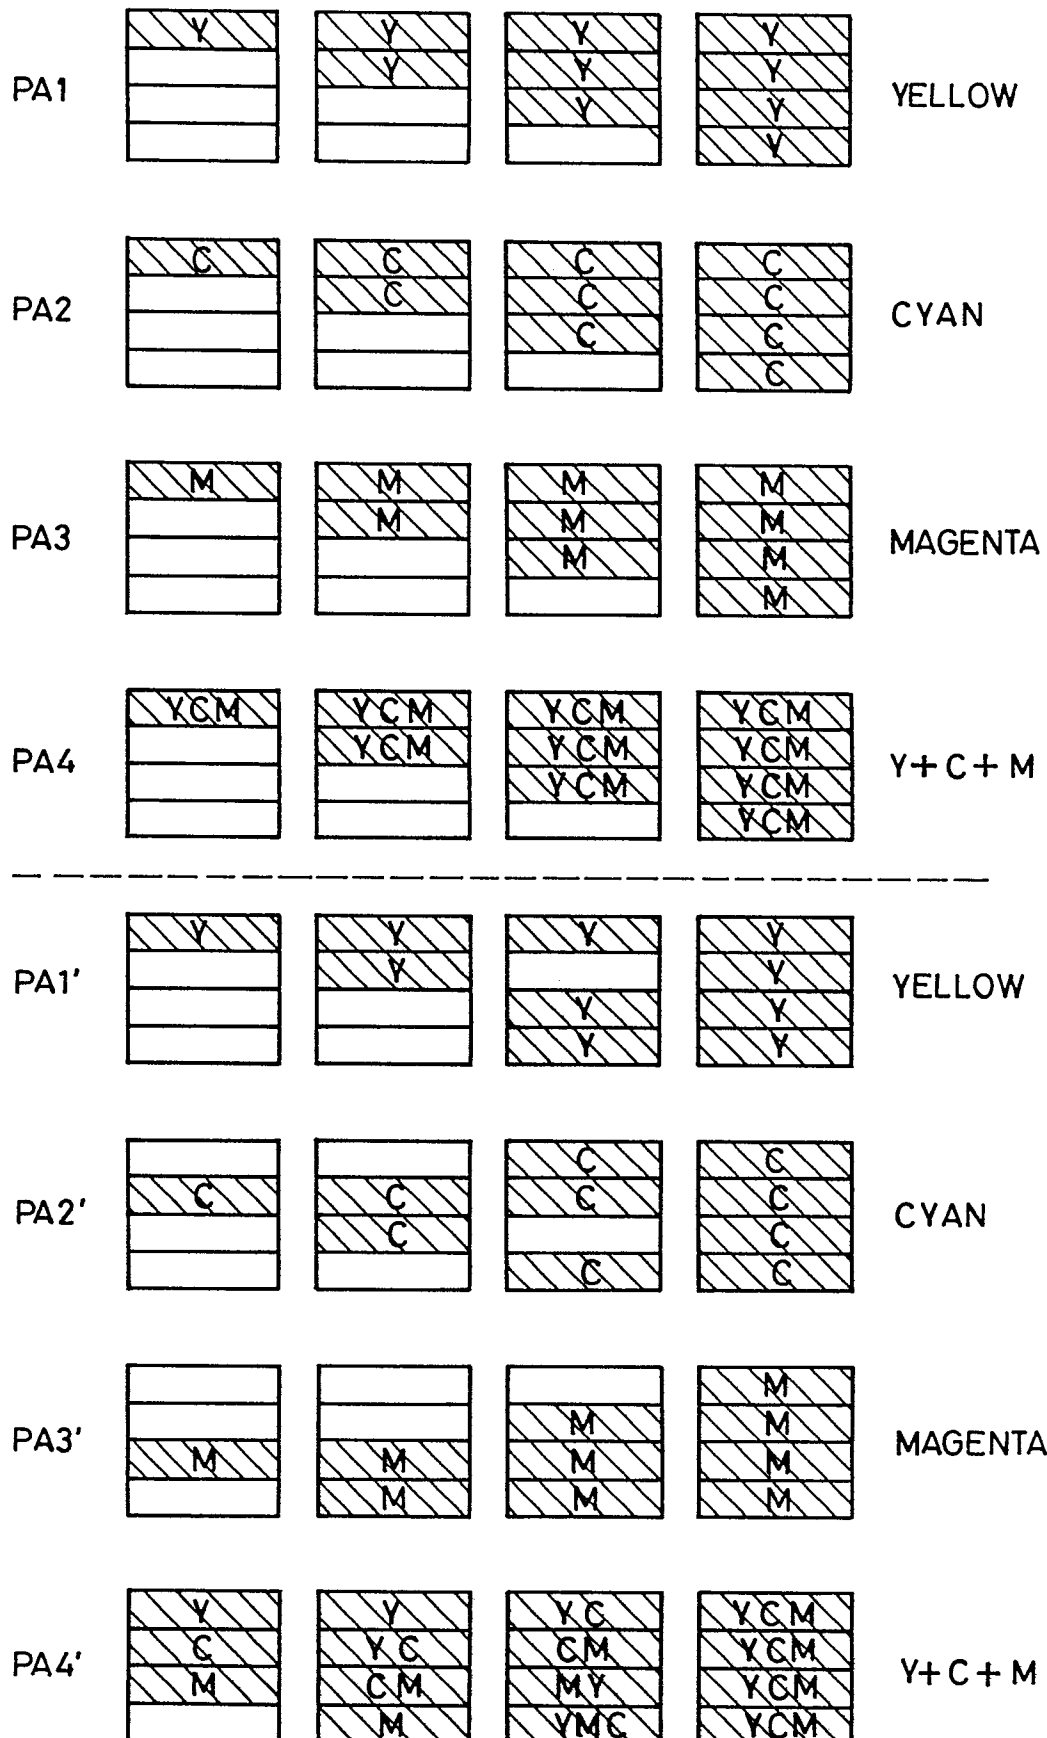 Y Y Y Y
Y Y Y
PA1 YELLOW
Y Y
Y
C C C C
C C C
PA2 CYAN
C C
C
M M M M
M M M
PA3 MAGENTA
M M
M
YCM YCM YCM YCM
YCM YCM YCM
PA4 Y+C+M
YCM YCM
YCM
Y Y Y Y
Y Y
PA1' YELLOW
Y Y
Y Y
C C
C C C C
PA2' CYAN
C C
C C
M
M M
PA3' MAGENTA
M M M M
M M M
Y Y YC YCM
C YC CM YCM
PA4' Y+C+M
M CM MY YCM
M YMC YCM